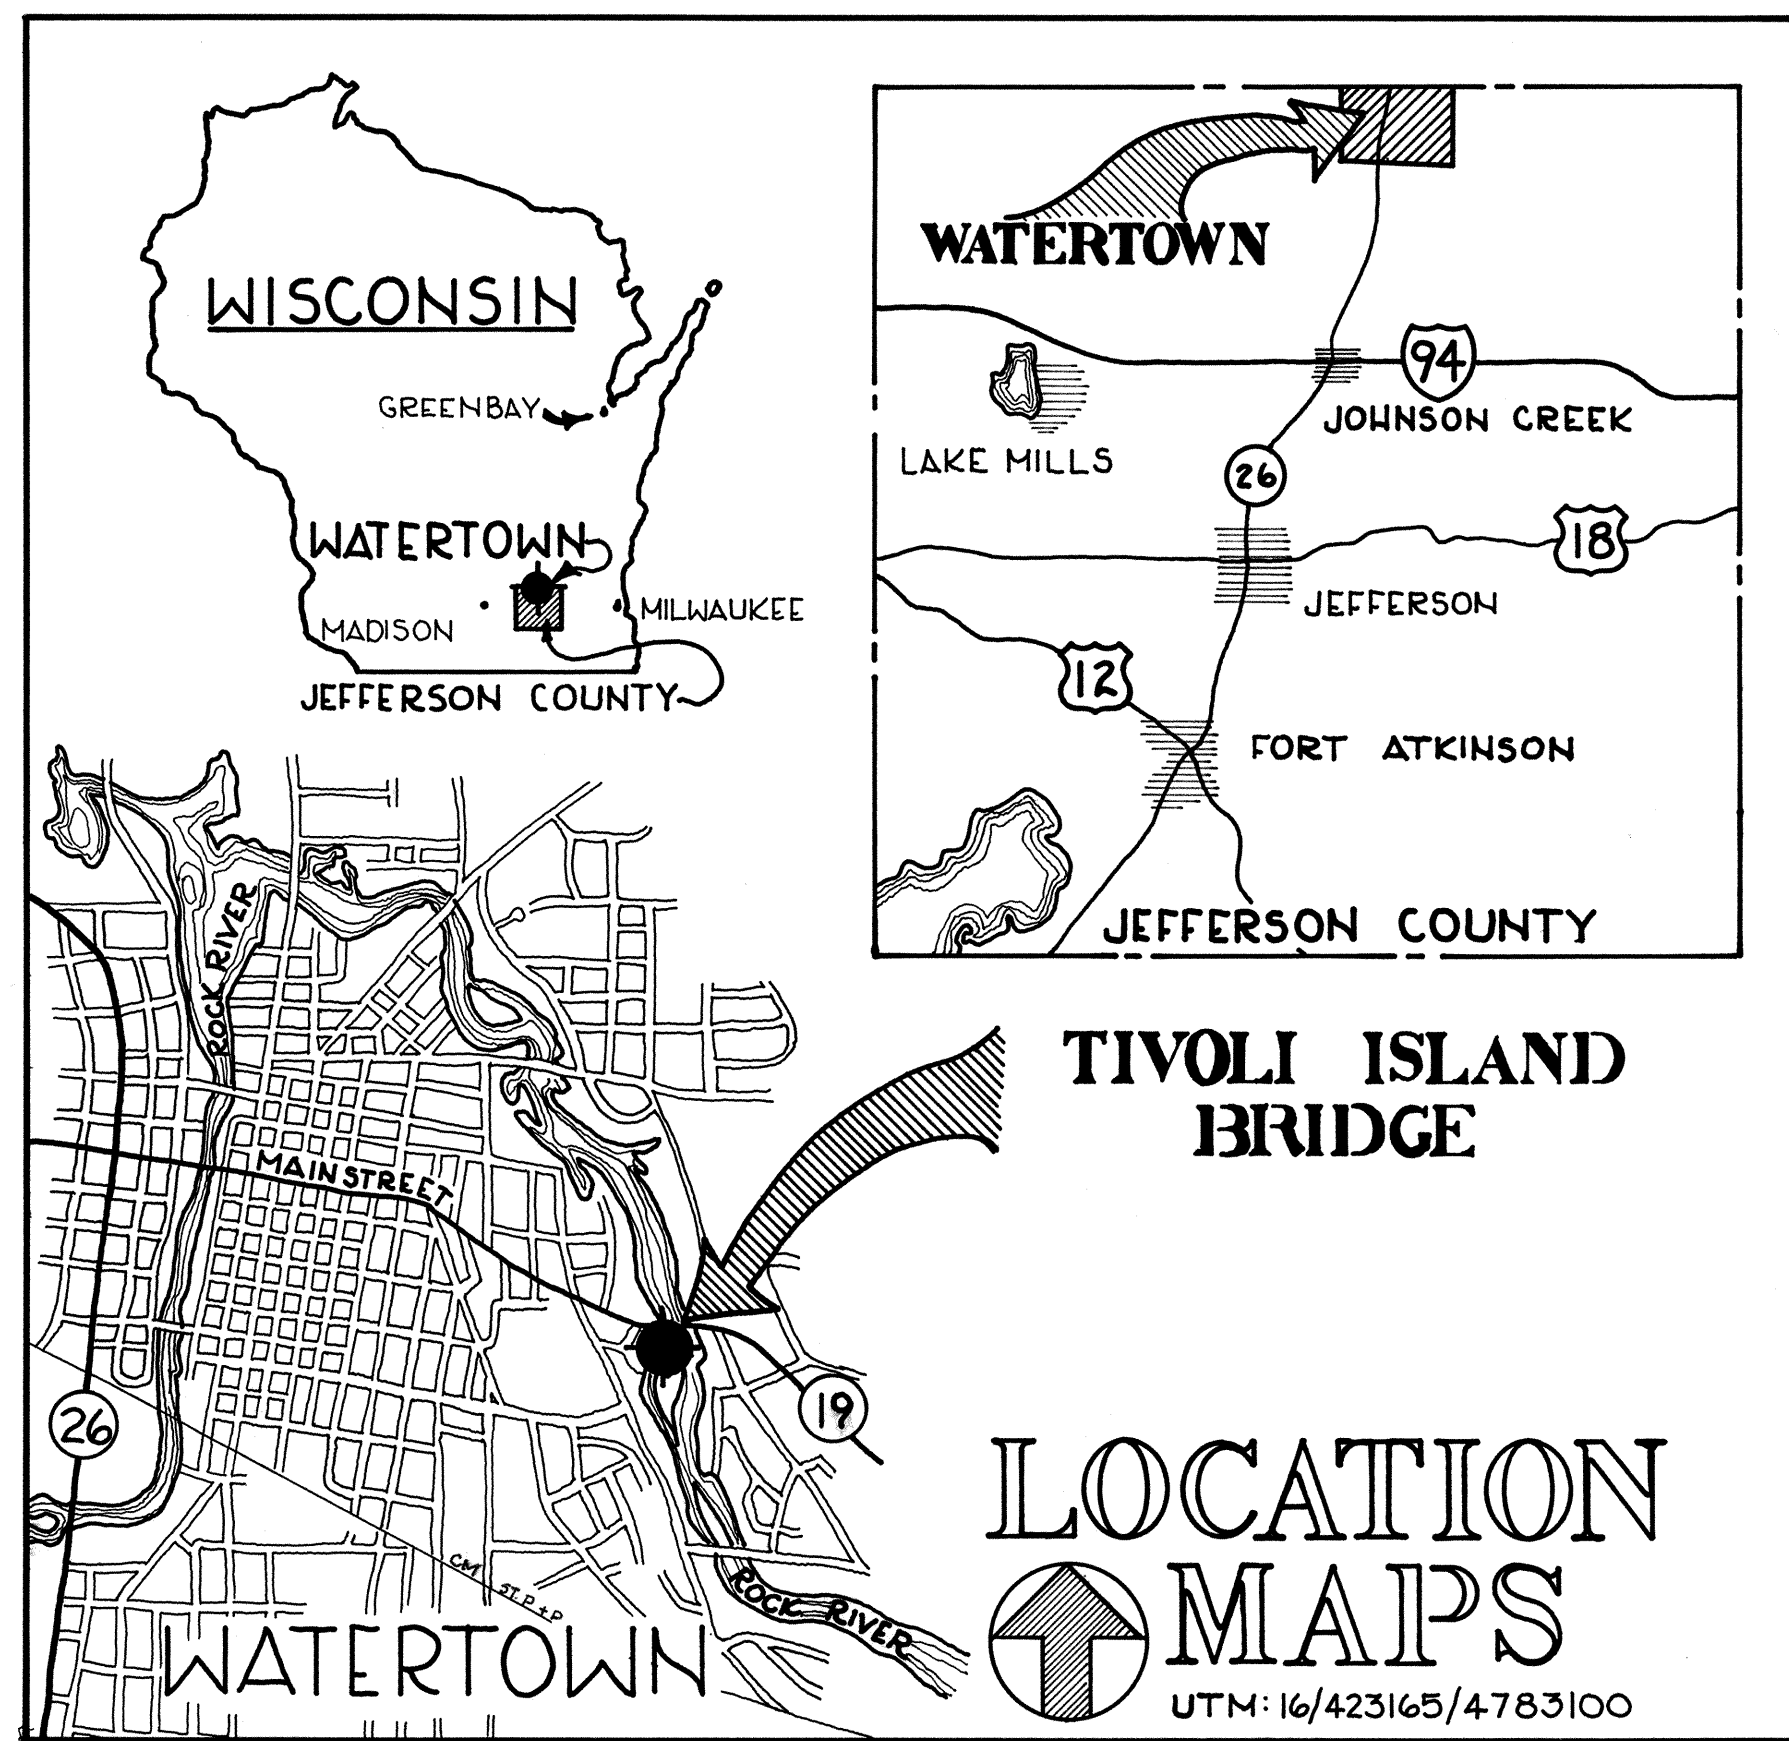 WISCONSIN
GREENBAY
WATERTOWN
MADISON
MILWAUKEE
JEFFERSON COUNTY
WATERTOWN
94
JOHNSON CREEK
LAKE MILLS
26
18
JEFFERSON
12
FORT ATKINSON
JEFFERSON COUNTY
ROCK RIVER
MAIN STREET
TIVOLI ISLAND
BRIDGE
26
19
CM ST. P + P
ROCK RIVER
WATERTOWN
LOCATION
MAPS
UTM: 16/423165/4783100